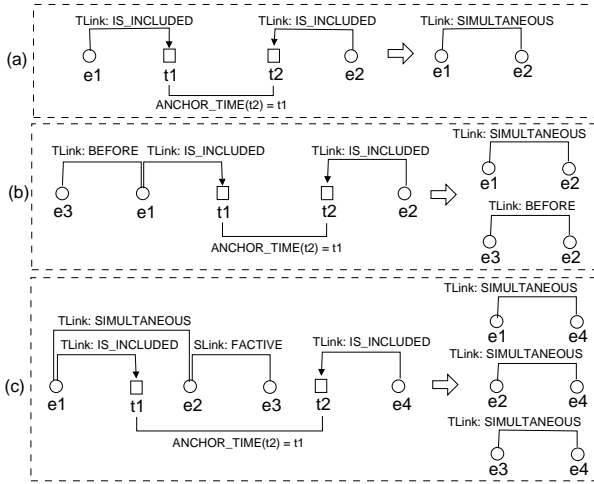 TLink: IS_INCLUDED TLink: IS_INCLUDED TLink: SIMULTANEOUS
(a)
e1 t1 t2 e2 e1 e2
ANCHOR_TIME(t2) = t1
TLink: SIMULTANEOUS
TLink: BEFORE TLink: IS_INCLUDED TLink: IS_INCLUDED
e1 e2
(b)
e3 e1 t1 t2 e2
TLink: BEFORE
ANCHOR_TIME(t2) = t1
e3 e2
TLink: SIMULTANEOUS
TLink: SIMULTANEOUS
e1 e4
TLink: IS_INCLUDED SLink: FACTIVE TLink: IS_INCLUDED
TLink: SIMULTANEOUS
(c)
e1 t1 e2 e3 t2 e4
e2 e4
TLink: SIMULTANEOUS
ANCHOR_TIME(t2) = t1
e3 e4